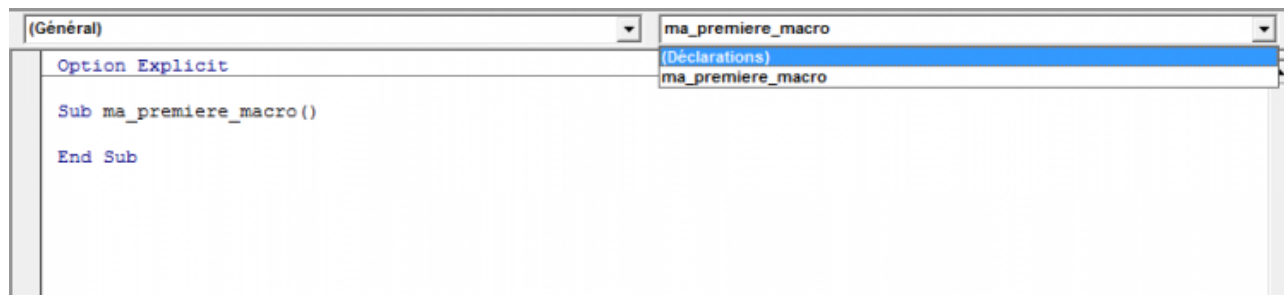 (Général) ma_premiere_macro
(Déclarations)
ma_premiere_macro
Option Explicit
Sub ma_premiere_macro()
End Sub